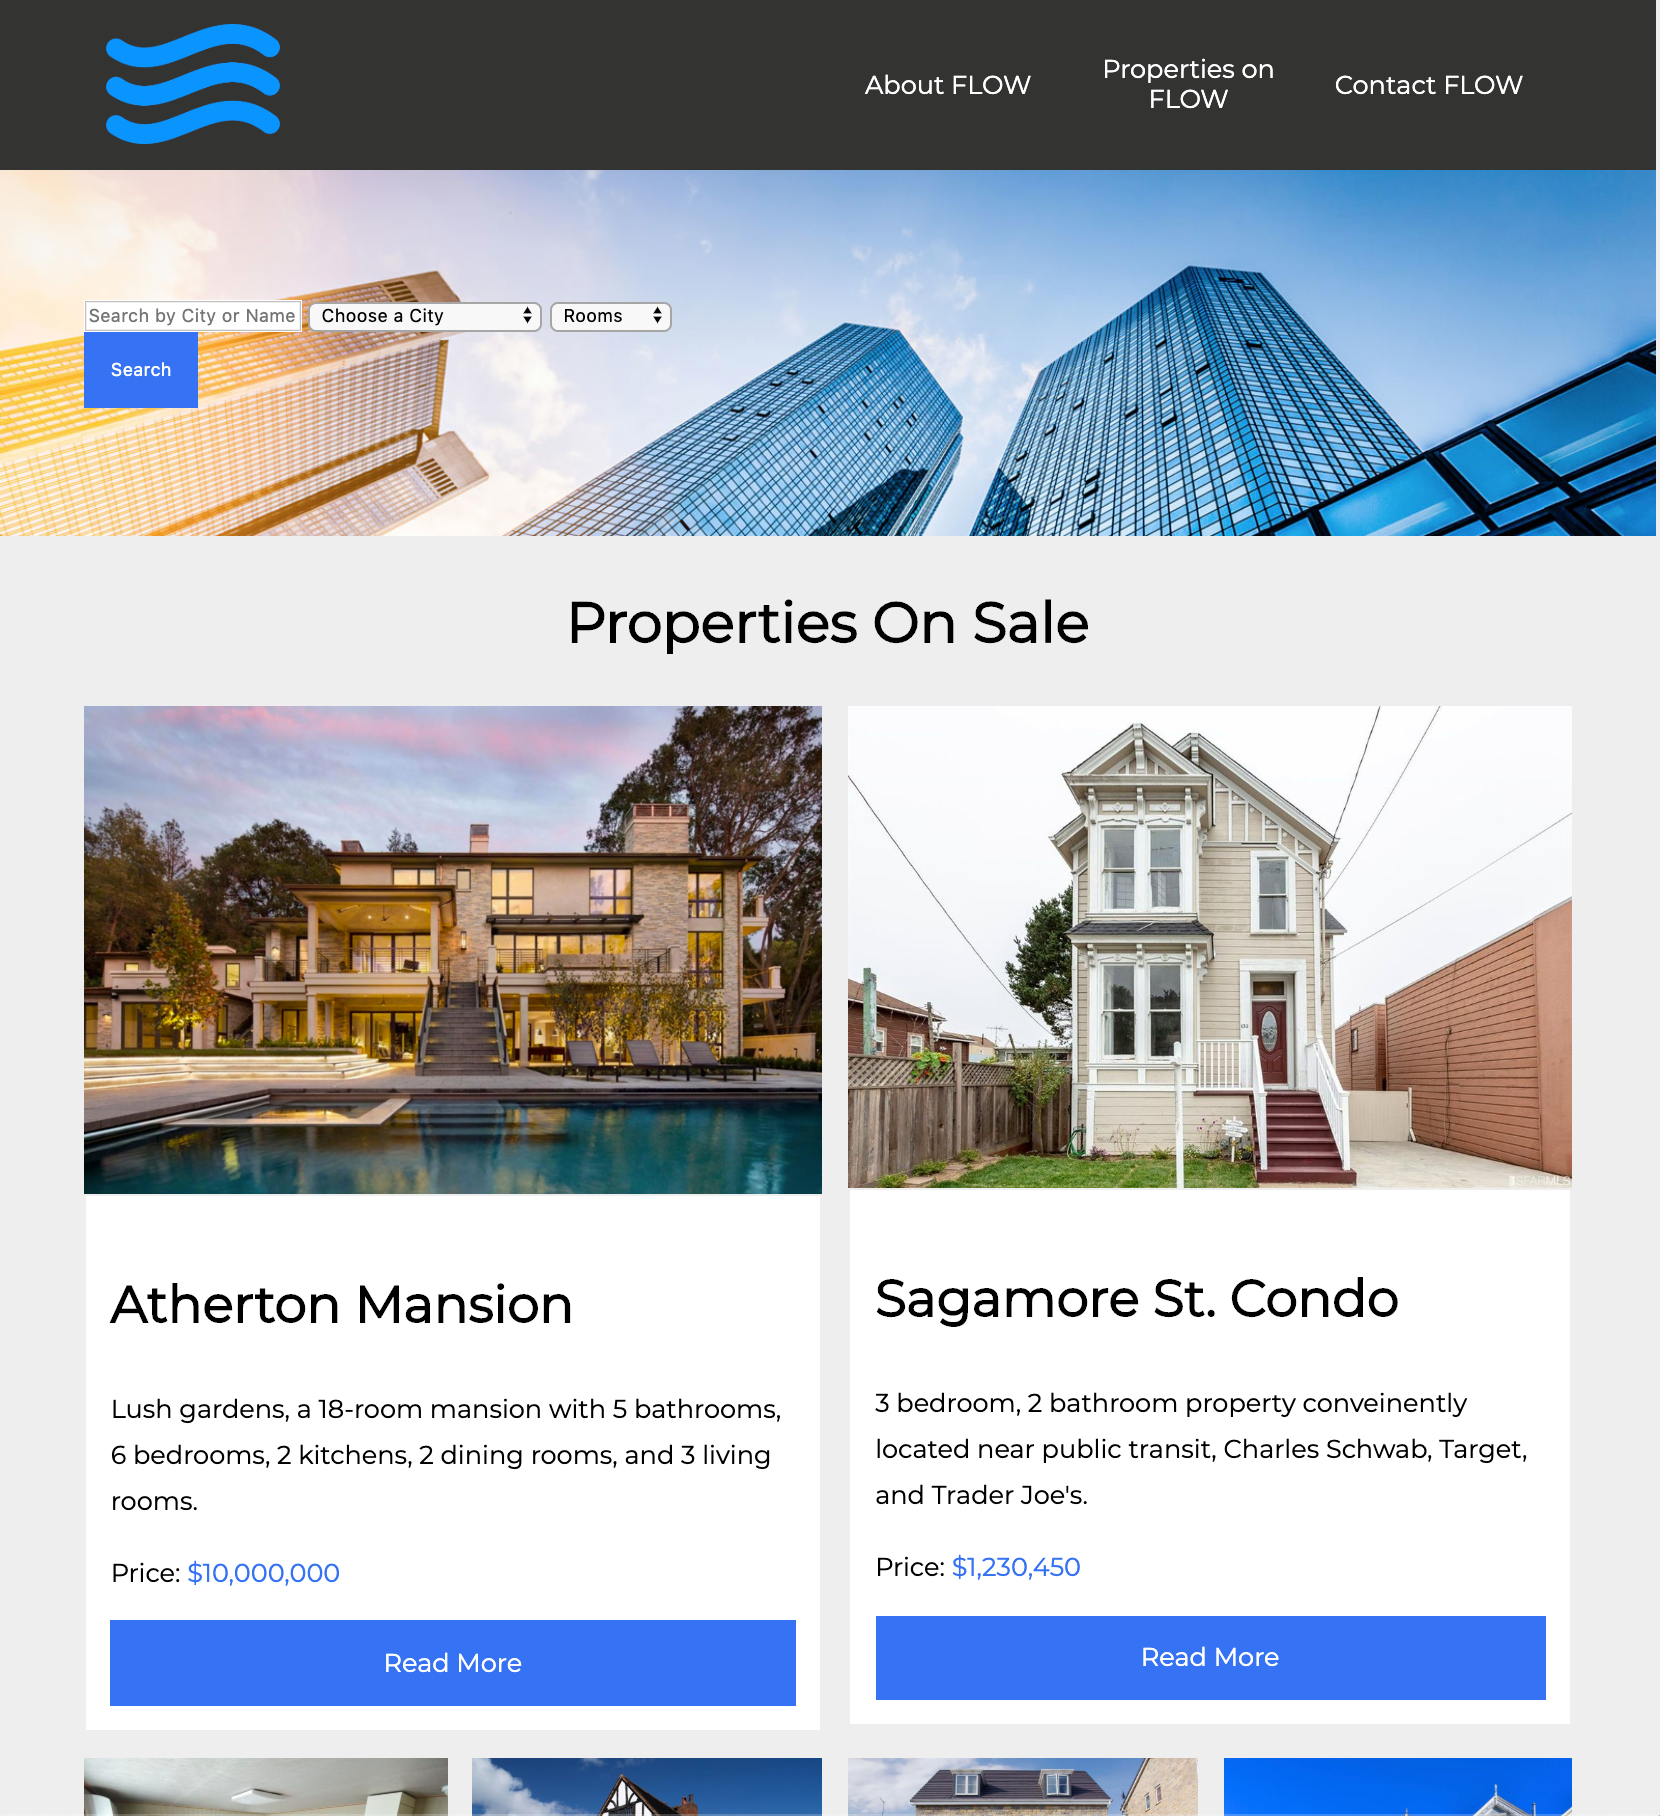 About FLOW
Properties on
FLOW
Contact FLOW
Search by City or Name
Choose a City
Rooms
Search
Properties On Sale
Atherton Mansion
Lush gardens, a 18-room mansion with 5 bathrooms,
6 bedrooms, 2 kitchens, 2 dining rooms, and 3 living
rooms.
Price: $10,000,000
Read More
Sagamore St. Condo
3 bedroom, 2 bathroom property conveinently
located near public transit, Charles Schwab, Target,
and Trader Joe's.
Price: $1,230,450
Read More